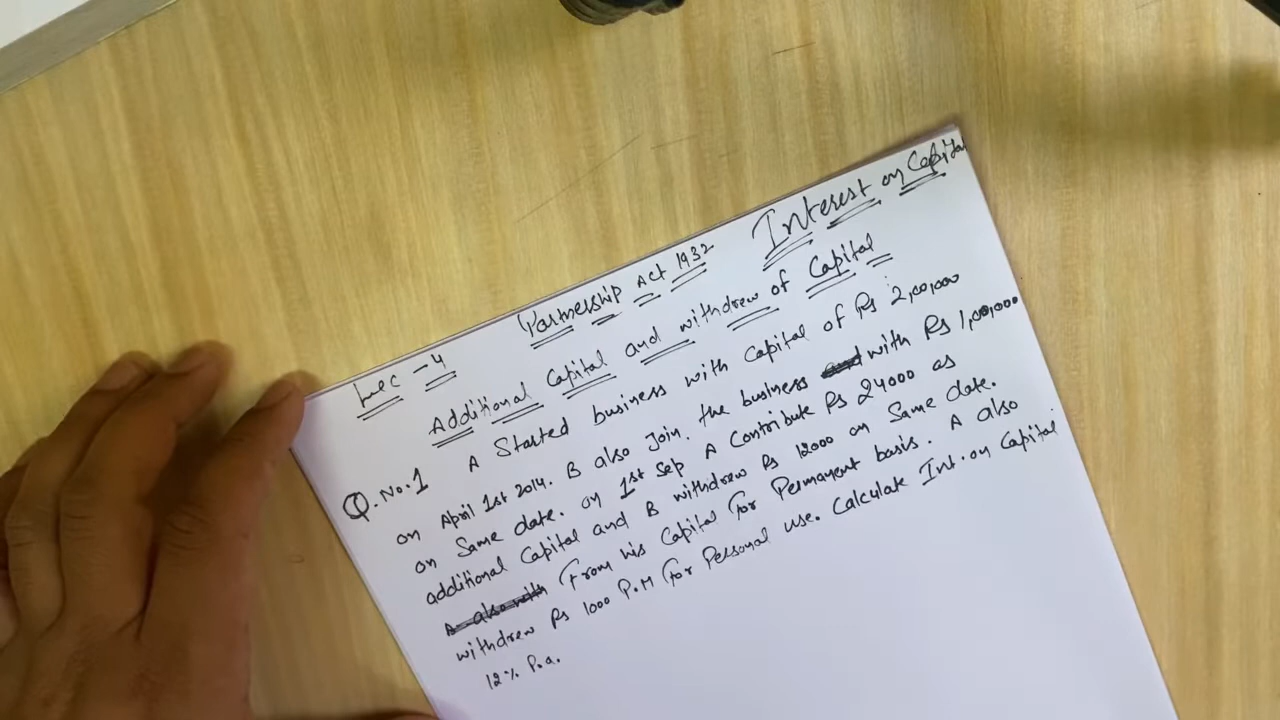 Partnership Act 1932
Interest on Capital
Lec - 4
Additional Capital and withdrew of Capital
Q.No.1 A Started business with Capital of Rs 2,00,000
on April 1st 2014. B also Join. the business with Rs 1,00,000
on Same date. on 1st Sep A Contribute Rs 24000 as
additional Capital and B withdrew Rs 12000 on Same date.
From his Capital for Permanent basis. A also
withdrew Rs 1000 P.M for Personal use. Calculate Int. on Capital
12% P.a.